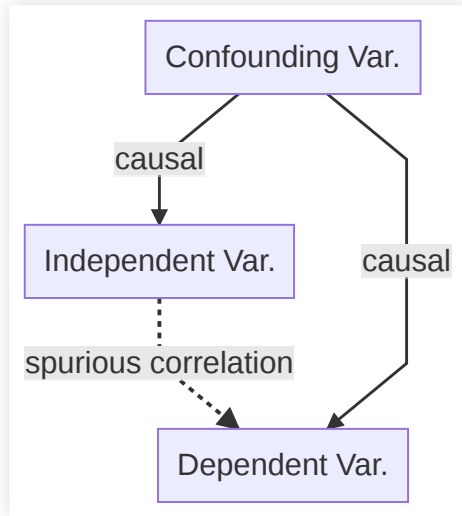 Confounding Var.
causal
Independent Var.
causal
spurious correlation
Dependent Var.